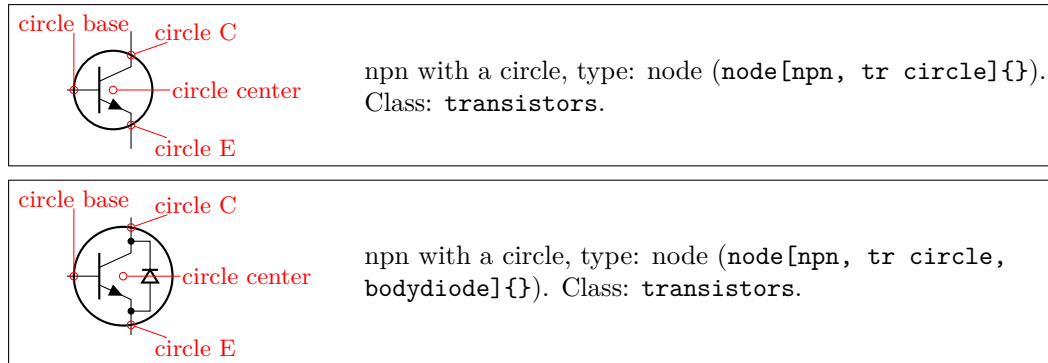 circle base
circle C
circle center
circle E
npn with a circle, type: node (node[npn, tr circle]{}).
Class: transistors.
circle base
circle C
circle center
circle E
npn with a circle, type: node (node[npn, tr circle,
bodydiode]{}). Class: transistors.